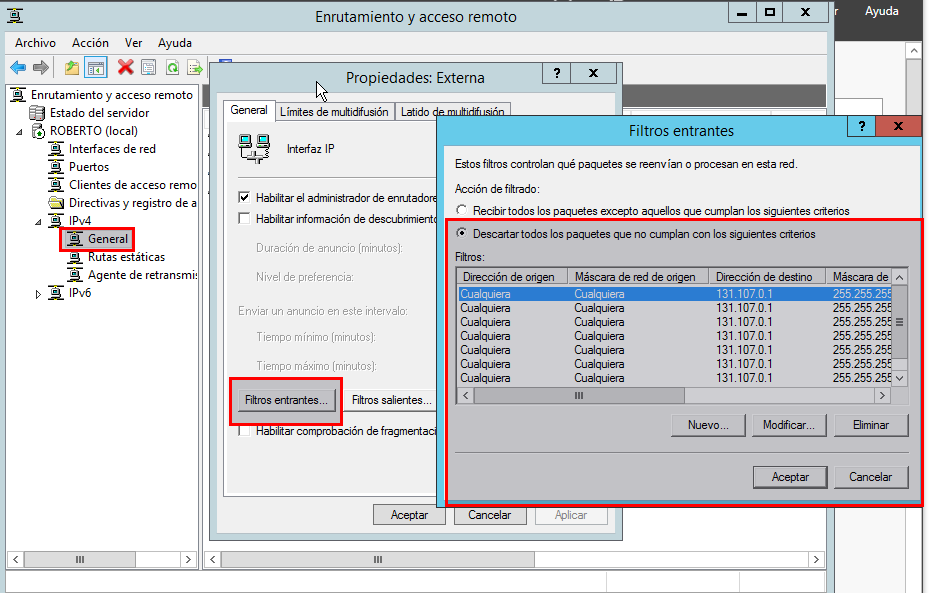 Enrutamiento y acceso remoto
Ayuda
Archivo Acción Ver Ayuda
Enrutamiento y acceso remoto
Estado del servidor
ROBERTO (local)
Interfaces de red
Puertos
Clientes de acceso remo
Directivas y registro de a
IPv4
General
Rutas estáticas
Agente de retransmi
IPv6
Propiedades: Externa
? X
General Límites de multidifusión Latido de multidifusión
Interfaz IP
Habilitar el administrador de enrutadore
Habilitar información de descubrimiento
Duración de anuncio (minutos):
Nivel de preferencia:
Enviar un anuncio en este intervalo:
Tiempo mínimo (minutos):
Tiempo máximo (minutos):
Filtros entrantes... Filtros salientes...
Habilitar comprobación de fragmentaci
Aceptar Cancelar Aplicar
Filtros entrantes
? X
Estos filtros controlan qué paquetes se reenvían o procesan en esta red.
Acción de filtrado:
Recibir todos los paquetes excepto aquellos que cumplan los siguientes criterios
Descartar todos los paquetes que no cumplan con los siguientes criterios
Filtros:
Dirección de origen Máscara de red de origen Dirección de destino Máscara de
Cualquiera Cualquiera 131.107.0.1 255.255.255
Cualquiera Cualquiera 131.107.0.1 255.255.255
Cualquiera Cualquiera 131.107.0.1 255.255.255
Cualquiera Cualquiera 131.107.0.1 255.255.255
Cualquiera Cualquiera 131.107.0.1 255.255.255
Cualquiera Cualquiera 131.107.0.1 255.255.255
Cualquiera Cualquiera 131.107.0.1 255.255.255
Nuevo... Modificar... Eliminar
Aceptar Cancelar